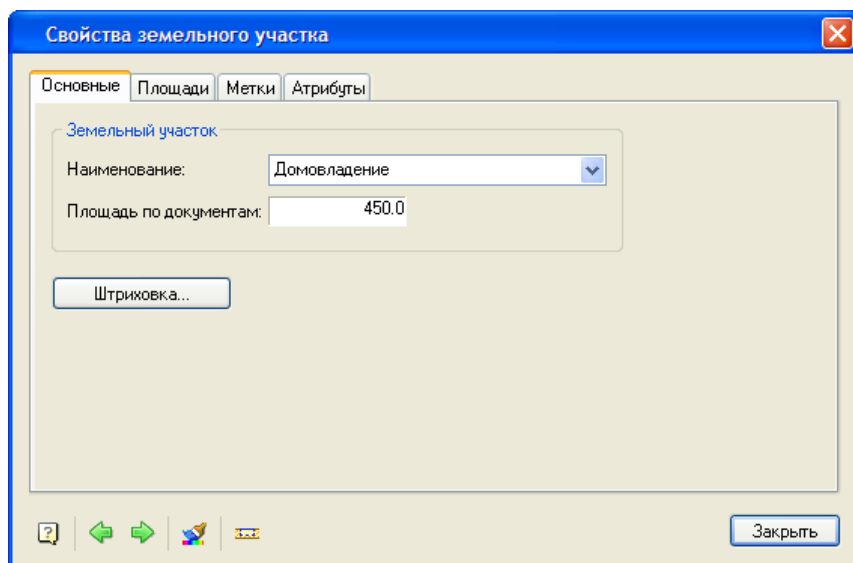 Свойства земельного участка
Основные Площади Метки Атрибуты
Земельный участок
Наименование: Домовладение
Площадь по документам: 450.0
Штриховка...
Закрыть